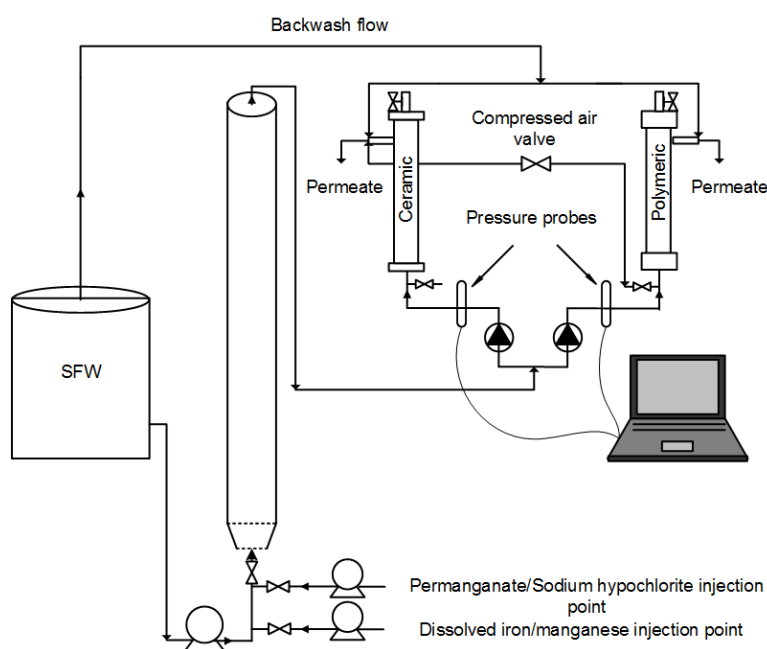 Backwash flow
Compressed air
valve
Permeate
Ceramic
Polymeric
Permeate
Pressure probes
SFW
Permanganate/Sodium hypochlorite injection
point
Dissolved iron/manganese injection point